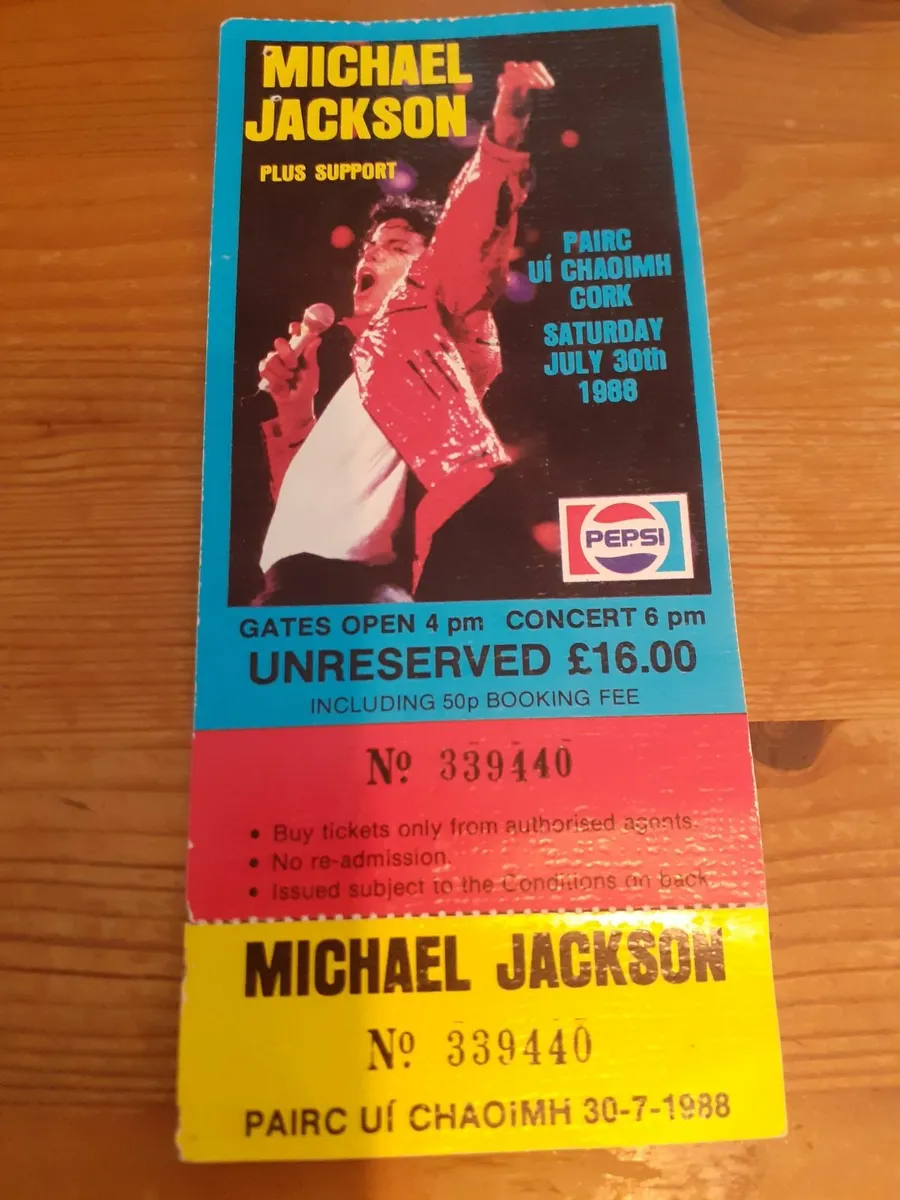 MICHAEL
JACKSON
PLUS SUPPORT
PAIRC
UÍ CHAOIMH
CORK
SATURDAY
JULY 30th
1988
PEPSI
GATES OPEN 4 pm CONCERT 6 pm
UNRESERVED £16.00
INCLUDING 50p BOOKING FEE
Nº 339440
• Buy tickets only from authorised agents.
• No re-admission.
• Issued subject to the Conditions on back.
MICHAEL JACKSON
Nº 339440
PAIRC UÍ CHAOiMH 30-7-1988